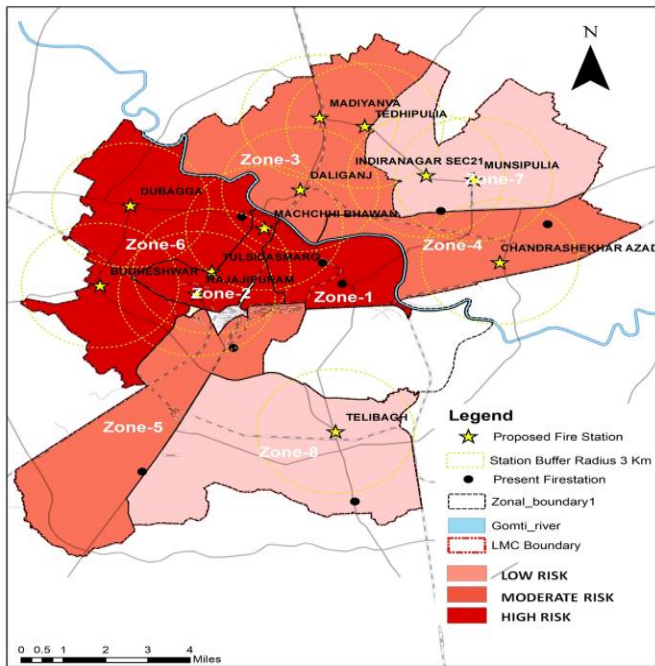 N
MADIYANVA
TEDHIPULIA
Zone-3
INDIRANAGAR SEC21
MUNSIPULIA
Zone-7
DALIGANJ
DUBAGGA
MACHCHHI BHAWAN
Zone-6
Zone-4
TULSIDASMARG
CHANDRASHEKHAR AZAD
BUDHESHWAR
RAJAJIPURAM
Zone-2
Zone-1
TELIBAGH
Zone-5
Zone-8
Legend
Proposed Fire Station
Station Buffer Radius 3 Km
Present Firestation
Zonal_boundary1
Gomti_river
LMC Boundary
LOW RISK
MODERATE RISK
HIGH RISK
0 0.5 1 2 3 4
Miles